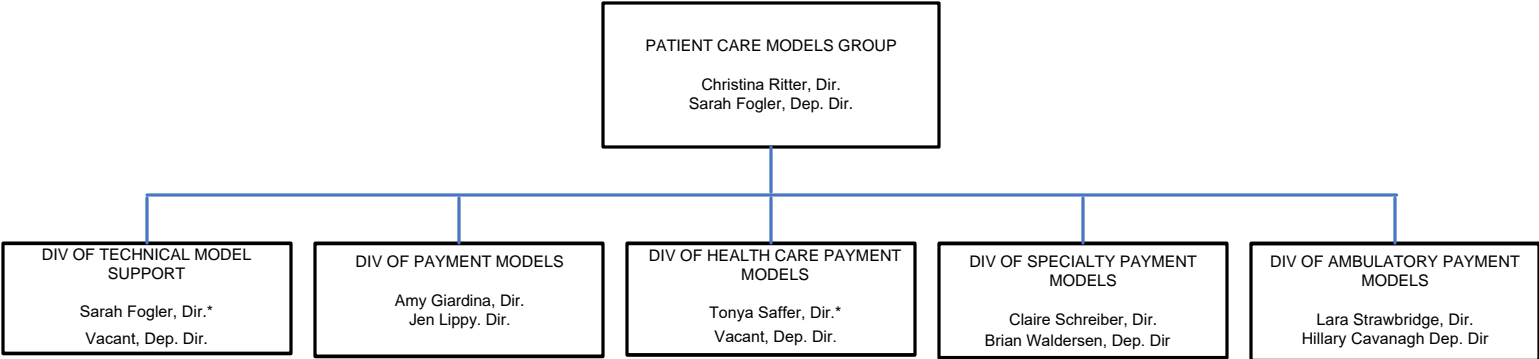 PATIENT CARE MODELS GROUP
Christina Ritter, Dir.
Sarah Fogler, Dep. Dir.
DIV OF TECHNICAL MODEL
SUPPORT
Sarah Fogler, Dir.*
Vacant, Dep. Dir.
DIV OF PAYMENT MODELS
Amy Giardina, Dir.
Jen Lippy. Dir.
DIV OF HEALTH CARE PAYMENT
MODELS
Tonya Saffer, Dir.*
Vacant, Dep. Dir.
DIV OF SPECIALTY PAYMENT
MODELS
Claire Schreiber, Dir.
Brian Waldersen, Dep. Dir
DIV OF AMBULATORY PAYMENT
MODELS
Lara Strawbridge, Dir.
Hillary Cavanagh Dep. Dir